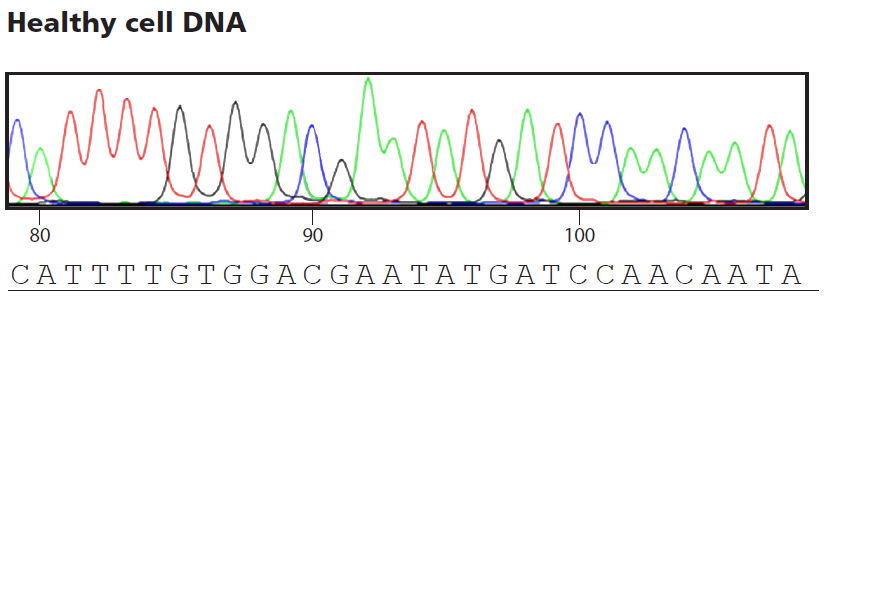 Healthy cell DNA
80 90 100
C A T T T T G T G G A C G A A T A T G A T C C A A C A A T A